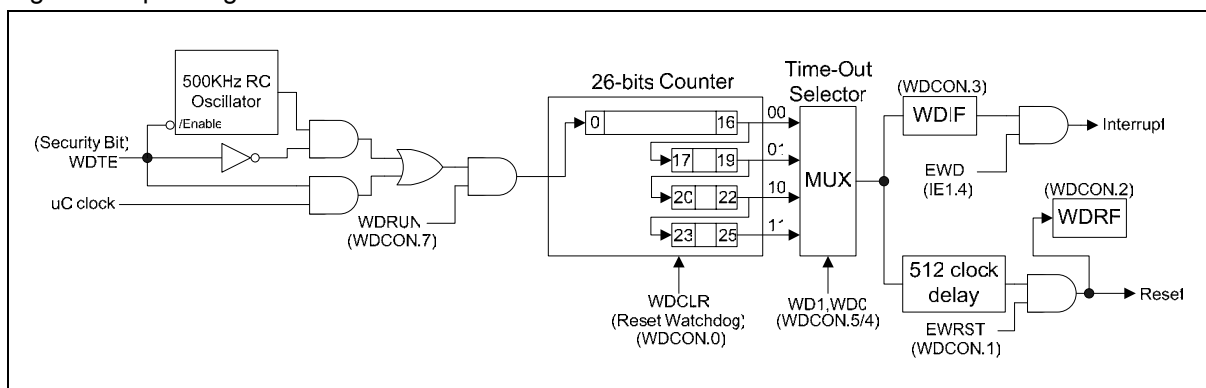 500KHz RC
Oscillator
/Enable
(Security Bit)
WDTE
uC clock
WDRUN
(WDCON.7)
26-bits Counter
0 16
17 19
20 22
23 25
00
01
10
11
WDCLR
(Reset Watchdog)
(WDCON.0)
Time-Out
Selector
MUX
WD1,WD0
(WDCON.5/4)
(WDCON.3)
WDIF
EWD
(IE1.4)
Interrupt
(WDCON.2)
WDRF
512 clock
delay
EWRST
(WDCON.1)
Reset